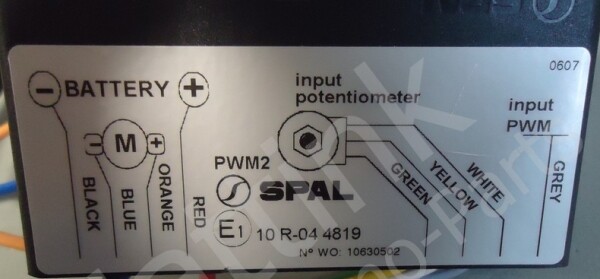 0607
− BATTERY +
input
potentiometer
input
PWM
− M +
BLACK
BLUE
ORANGE
RED
PWM2
SPAL
GREEN
YELLOW
WHITE
GREY
E1 10 R-04 4819
Nº WO: 10630502